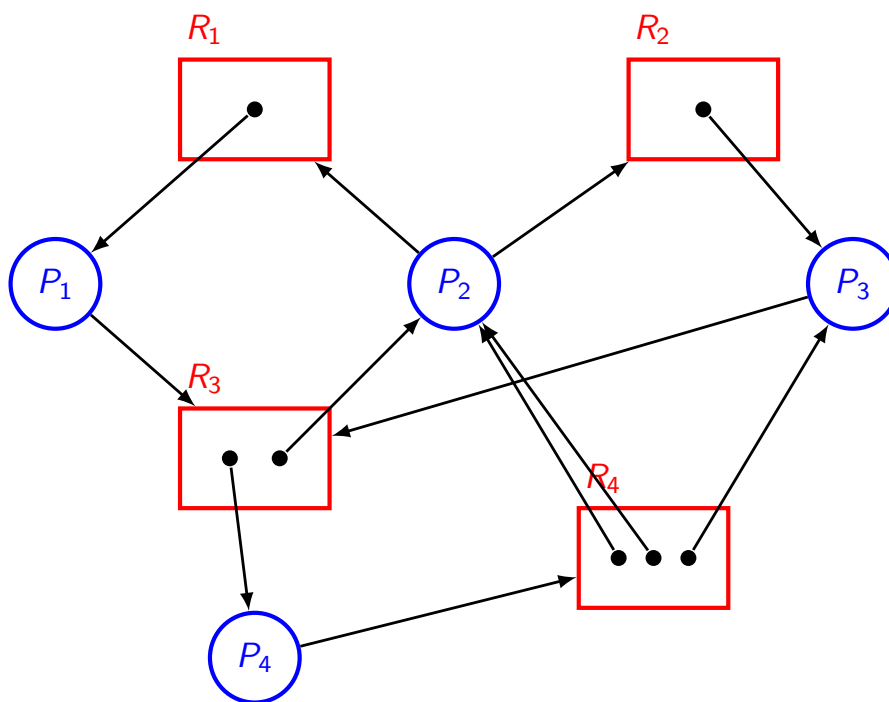 R₁
R₂
P₁
P₂
P₃
R₃
R₄
P₄